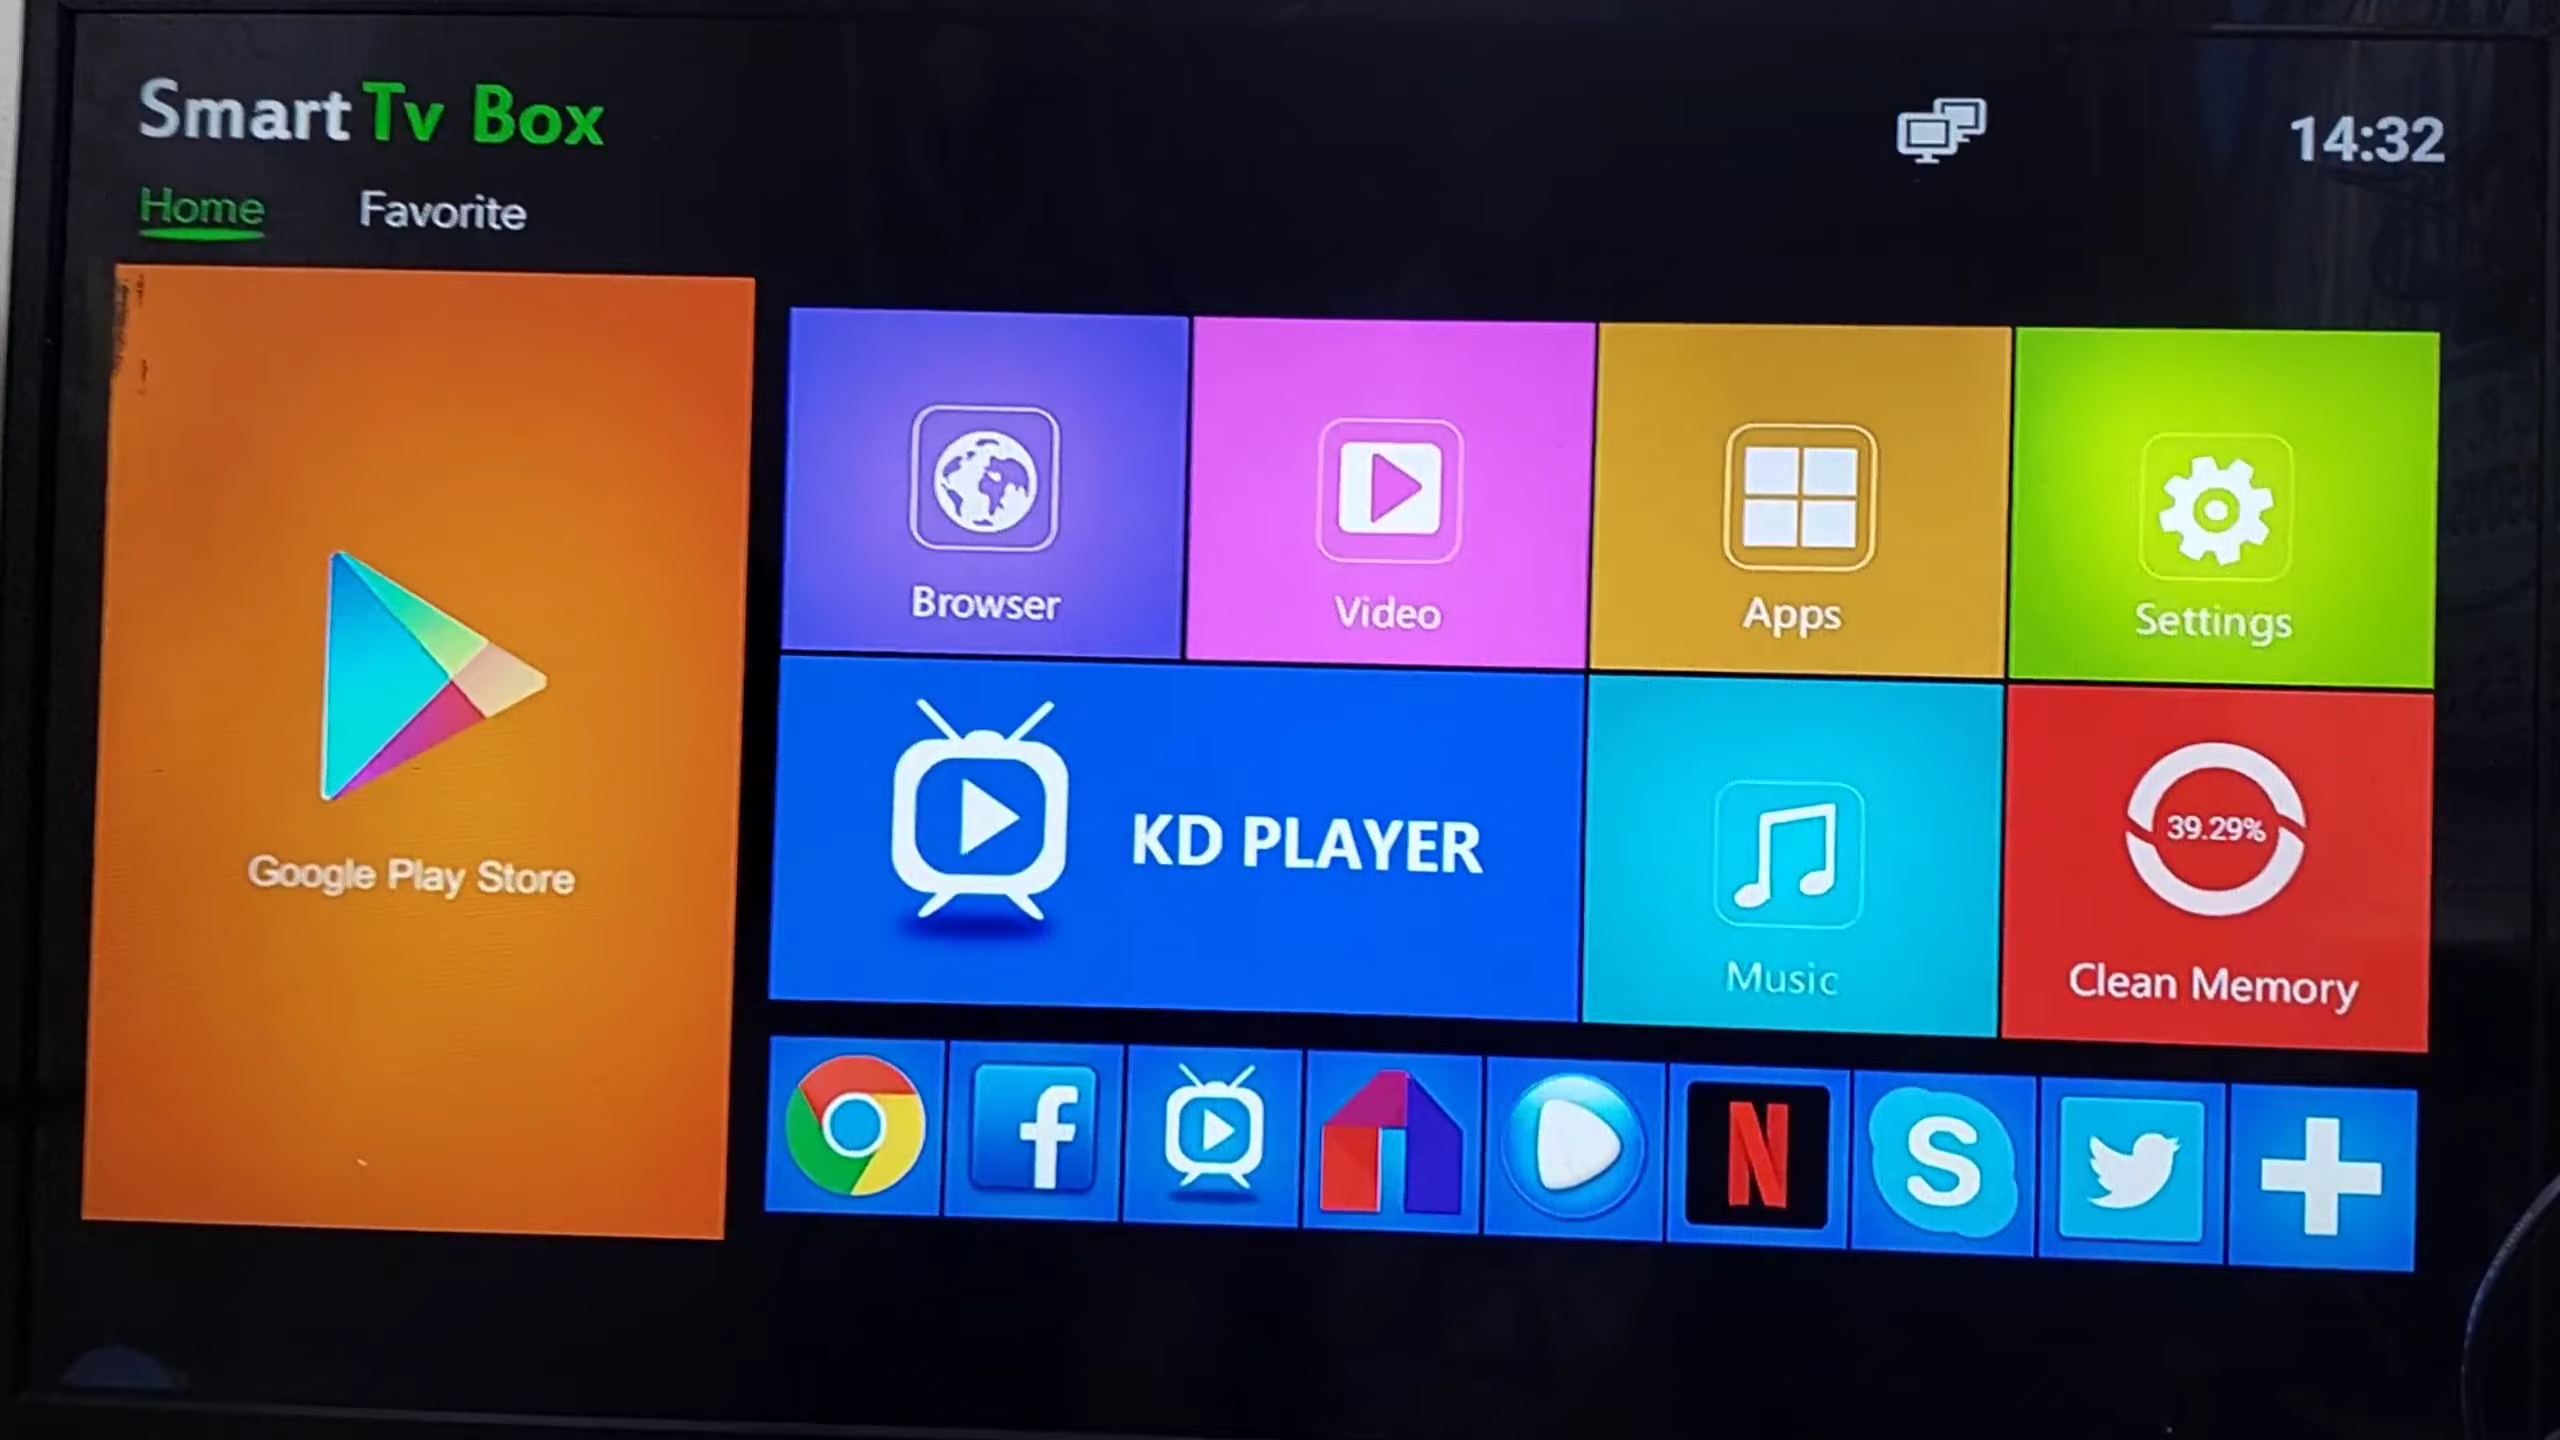 Smart Tv Box
14:32
Home Favorite
Google Play Store
Browser
Video
Apps
Settings
KD PLAYER
Music
39.29%
Clean Memory
f
N
S